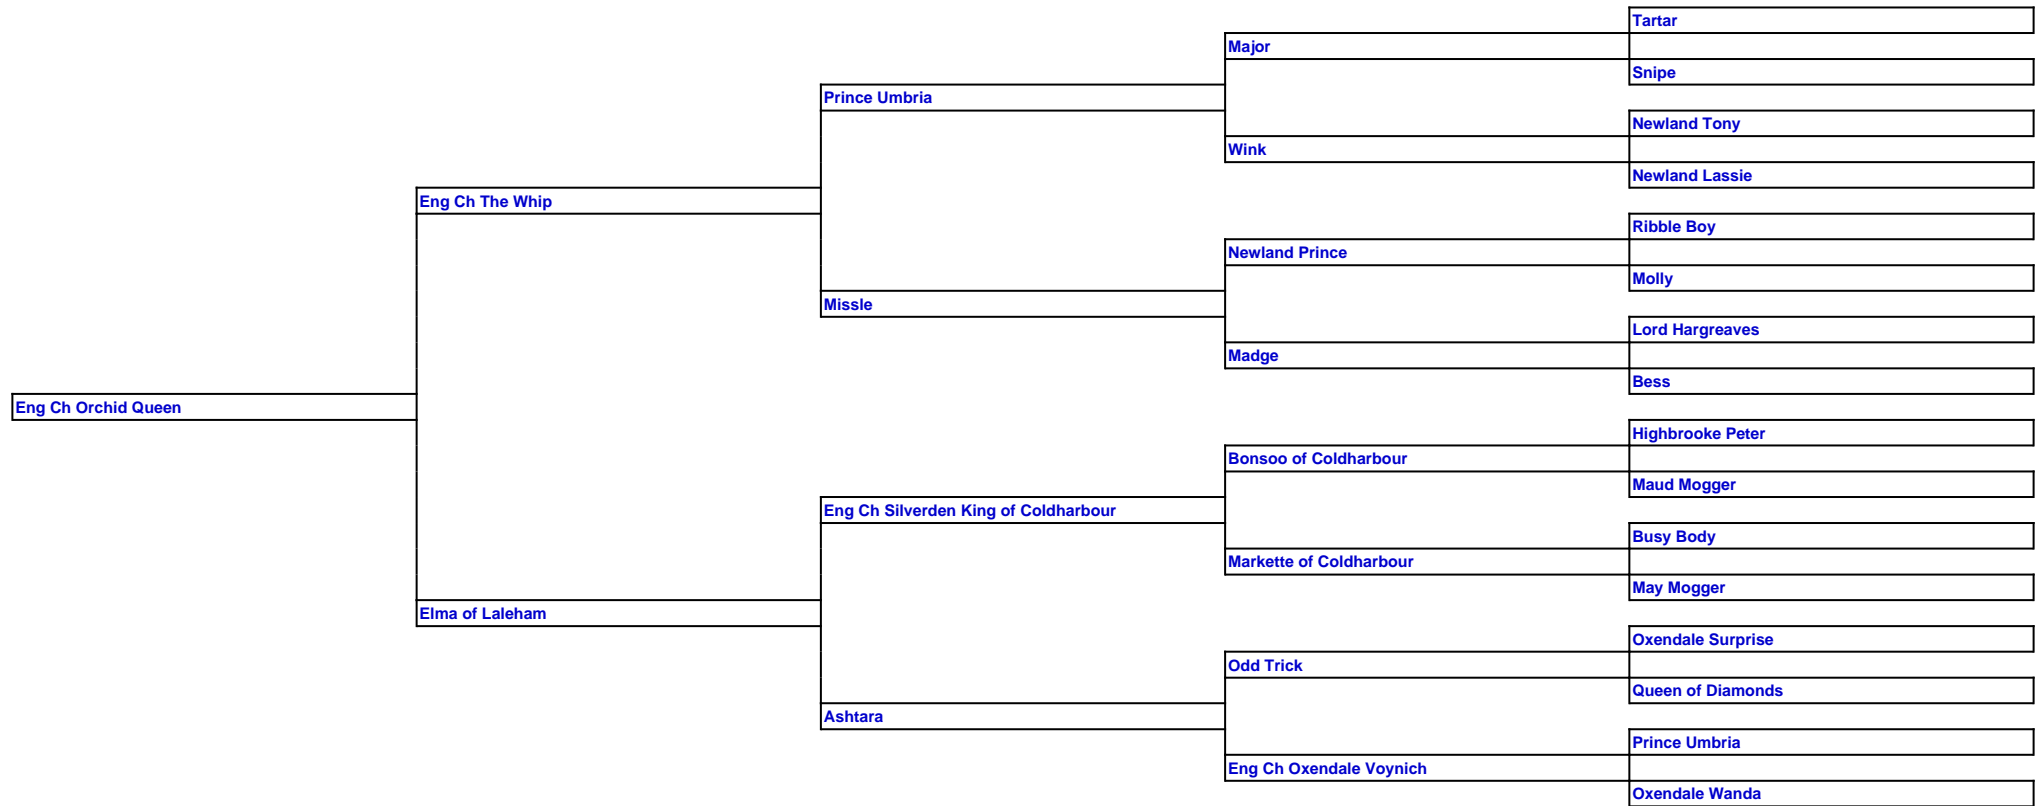 Tartar
Major
Snipe
Prince Umbria
Newland Tony
Wink
Newland Lassie
Eng Ch The Whip
Ribble Boy
Newland Prince
Molly
Missle
Lord Hargreaves
Madge
Bess
Eng Ch Orchid Queen
Highbrooke Peter
Bonsoo of Coldharbour
Maud Mogger
Eng Ch Silverden King of Coldharbour
Busy Body
Markette of Coldharbour
May Mogger
Elma of Laleham
Oxendale Surprise
Odd Trick
Queen of Diamonds
Ashtara
Prince Umbria
Eng Ch Oxendale Voynich
Oxendale Wanda